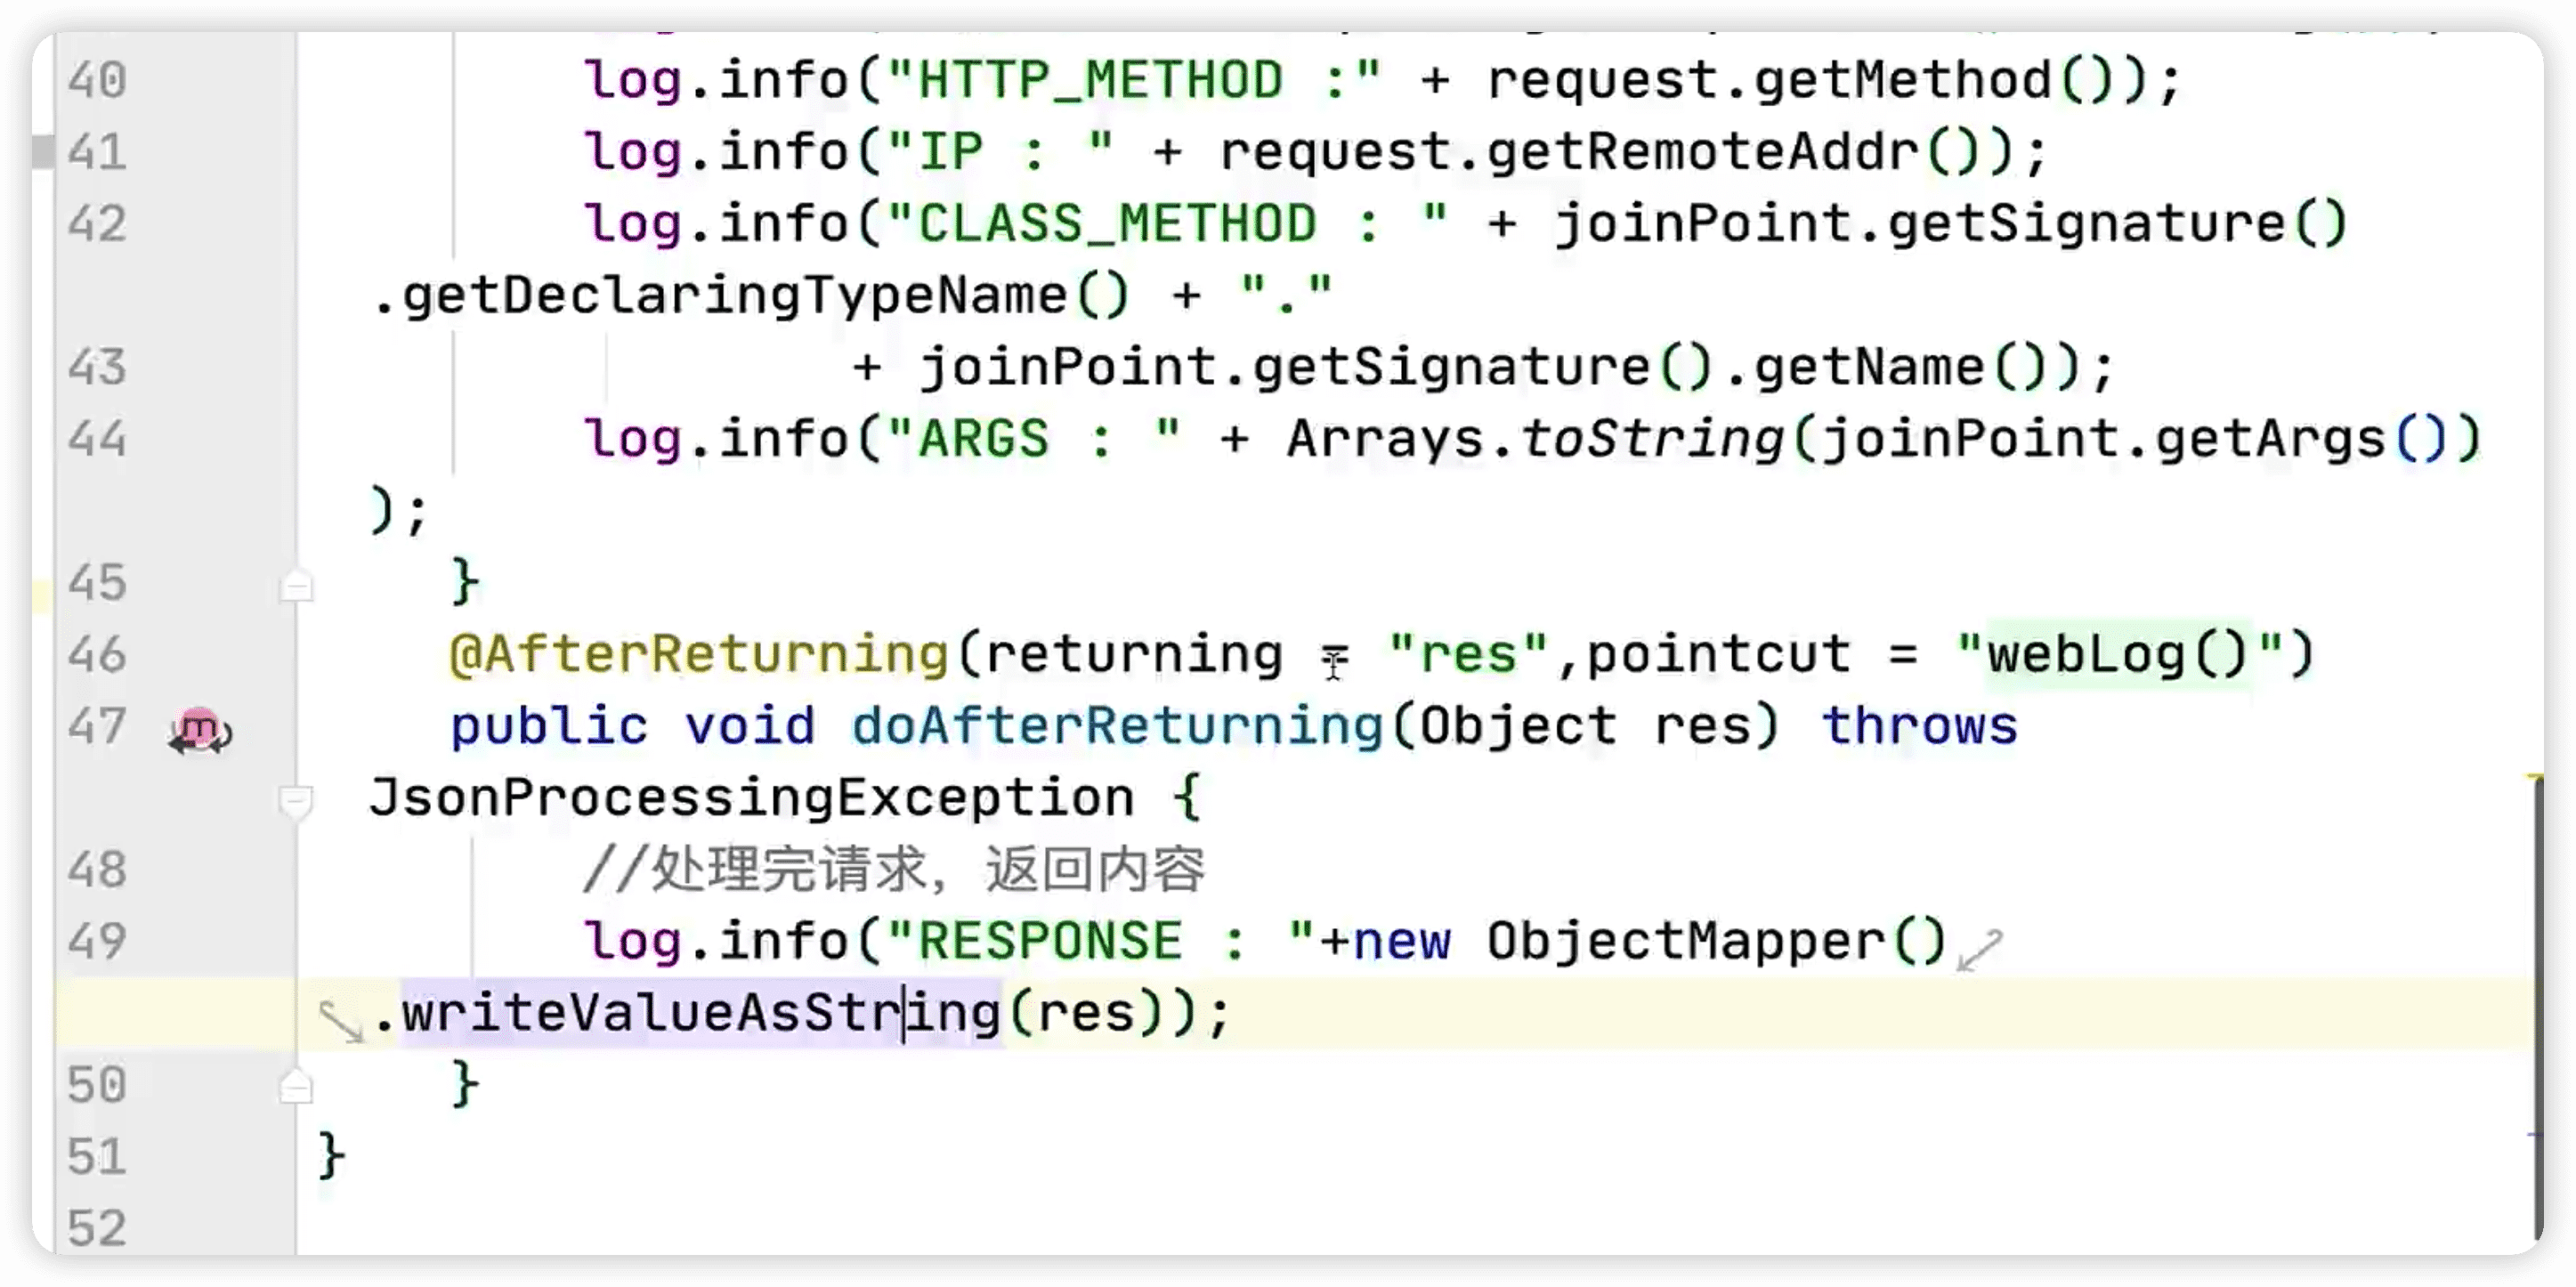 40 log.info("HTTP_METHOD :" + request.getMethod());
41 log.info("IP : " + request.getRemoteAddr());
42 log.info("CLASS_METHOD : " + joinPoint.getSignature()
.getDeclaringTypeName() + "."
43 + joinPoint.getSignature().getName());
44 log.info("ARGS : " + Arrays.toString(joinPoint.getArgs())
);
45 }
46 @AfterReturning(returning = "res",pointcut = "webLog()")
47 public void doAfterReturning(Object res) throws
JsonProcessingException {
48 //处理完请求，返回内容
49 log.info("RESPONSE : "+new ObjectMapper()
.writeValueAsString(res));
50 }
51 }
52